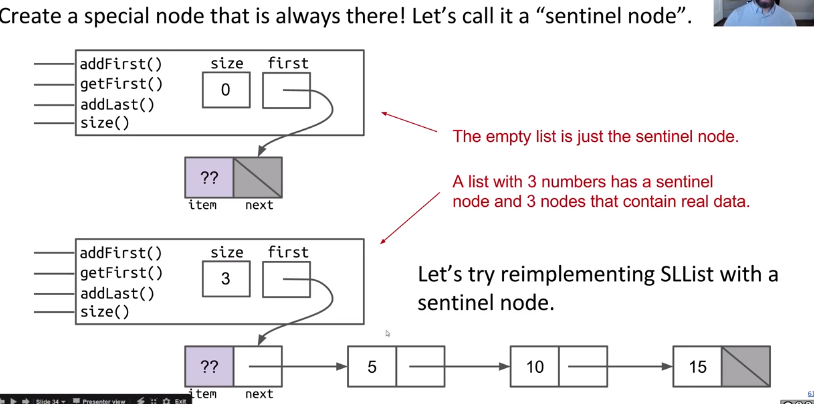 Create a special node that is always there! Let's call it a “sentinel node”.
addFirst()
getFirst()
addLast()
size()
size first
0
?? 
item next
The empty list is just the sentinel node.
A list with 3 numbers has a sentinel
node and 3 nodes that contain real data.
addFirst()
getFirst()
addLast()
size()
size first
3
Let’s try reimplementing SLList with a
sentinel node.
?? 5 10 15
item next
Slide 34 Presenter view Exit